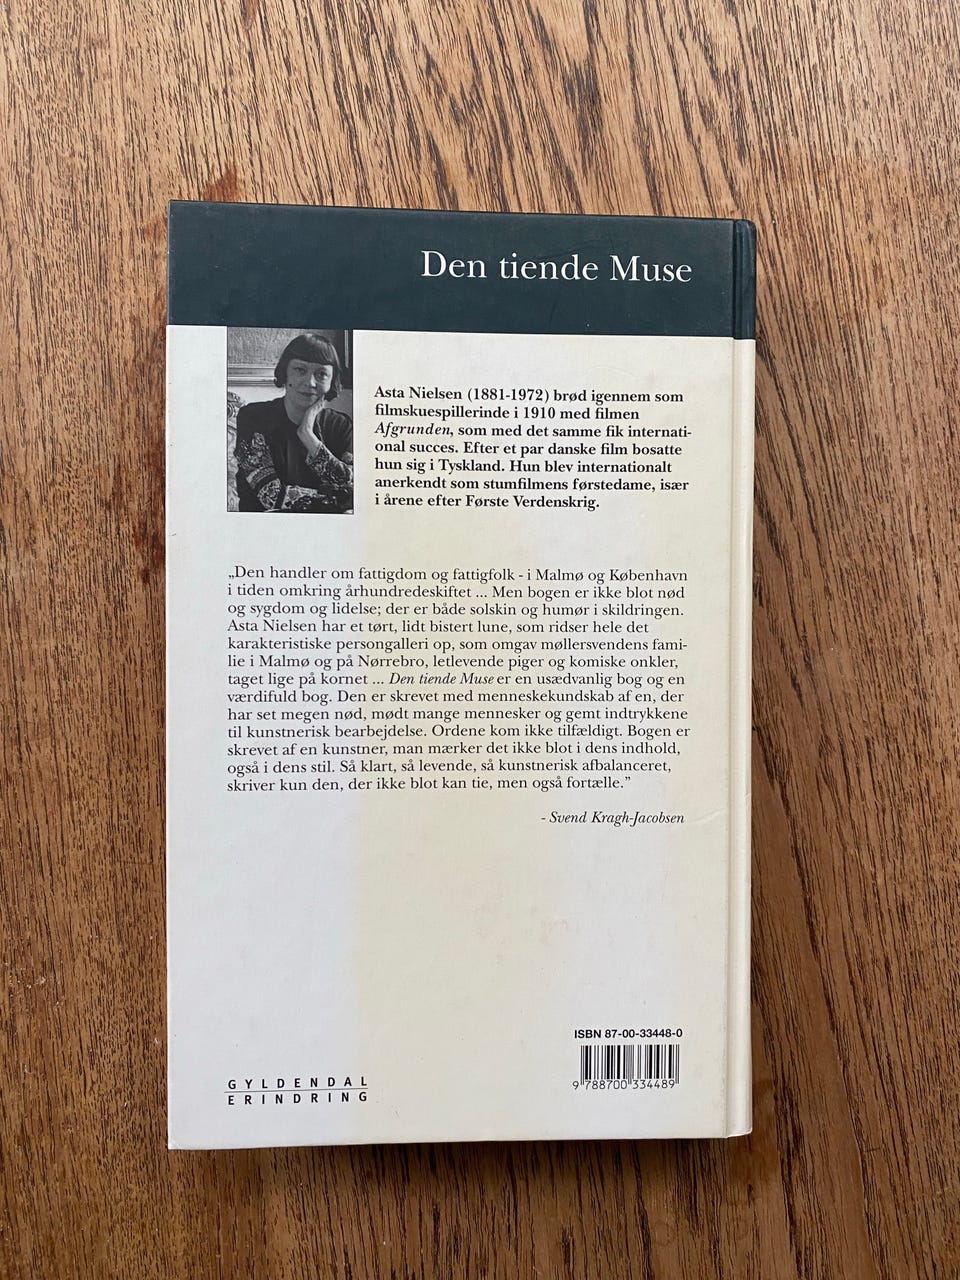 Den tiende Muse
Asta Nielsen (1881-1972) brød igennem som
filmskuespillerinde i 1910 med filmen
Afgrunden, som med det samme fik internati-
onal succes. Efter et par danske film bosatte
hun sig i Tyskland. Hun blev internationalt
anerkendt som stumfilmens førstedame, især
i årene efter Første Verdenskrig.
„Den handler om fattigdom og fattigfolk - i Malmø og København
i tiden omkring århundredeskiftet ... Men bogen er ikke blot nød
og sygdom og lidelse; der er både solskin og humør i skildringen.
Asta Nielsen har et tørt, lidt bistert lune, som ridser hele det
karakteristiske persongalleri op, som omgav møllersvendens fami-
lie i Malmø og på Nørrebro, letlevende piger og komiske onkler,
taget lige på kornet ... Den tiende Muse er en usædvanlig bog og en
værdifuld bog. Den er skrevet med menneskekundskab af en, der
har set megen nød, mødt mange mennesker og gemt indtrykkene
til kunstnerisk bearbejdelse. Ordene kom ikke tilfældigt. Bogen er
skrevet af en kunstner, man mærker det ikke blot i dens indhold,
også i dens stil. Så klart, så levende, så kunstnerisk afbalanceret,
skriver kun den, der ikke blot kan tie, men også fortælle.”
- Svend Kragh-Jacobsen
ISBN 87-00-33448-0
9 788700 334489
GYLDENDAL
ERINDRING